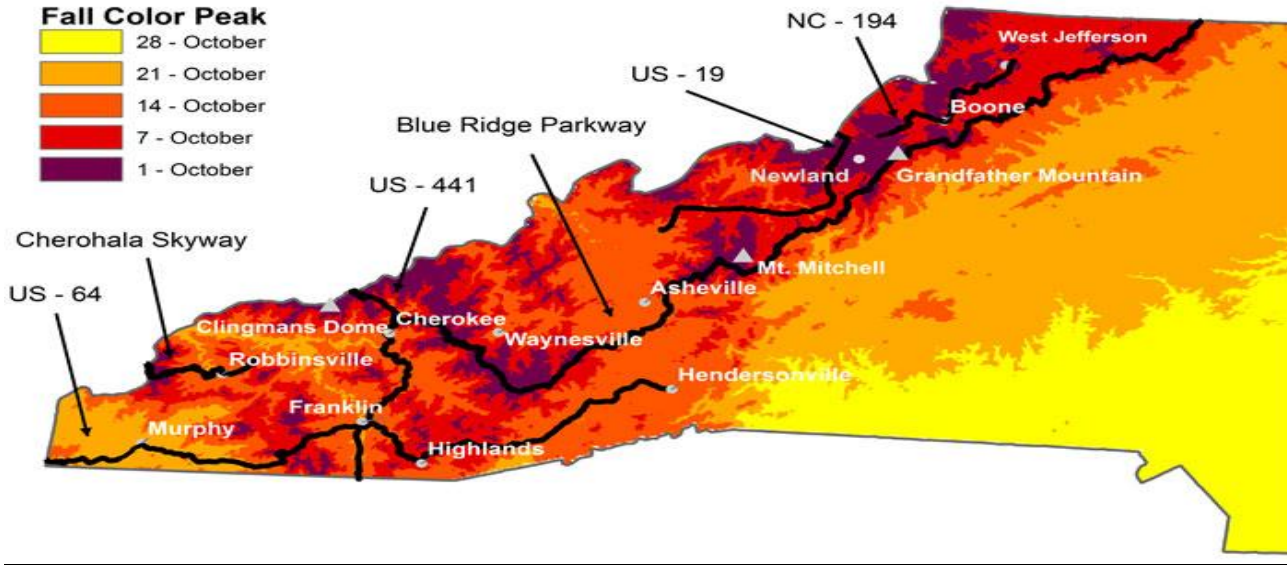 Fall Color Peak
28 - October
21 - October
14 - October
7 - October
1 - October
NC - 194
West Jefferson
US - 19
Boone
Blue Ridge Parkway
Newland
Grandfather Mountain
US - 441
Cherohala Skyway
Mt. Mitchell
US - 64
Asheville
Clingmans Dome
Cherokee
Waynesville
Robbinsville
Hendersonville
Franklin
Murphy
Highlands